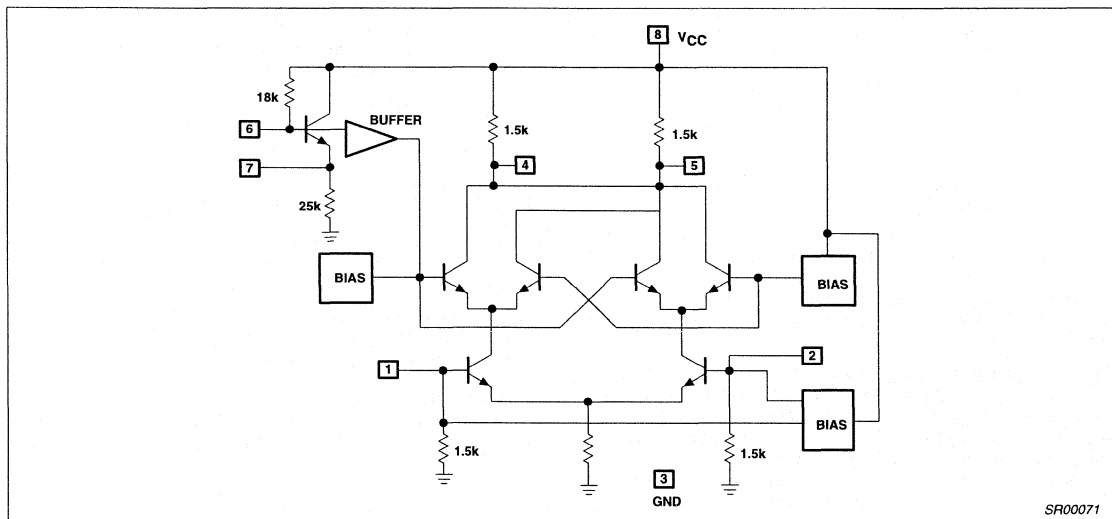 8 VCC
18k
6
BUFFER
1.5k
1.5k
7
4
5
25k
BIAS
BIAS
1
2
BIAS
1.5k
1.5k
3
GND
SR00071